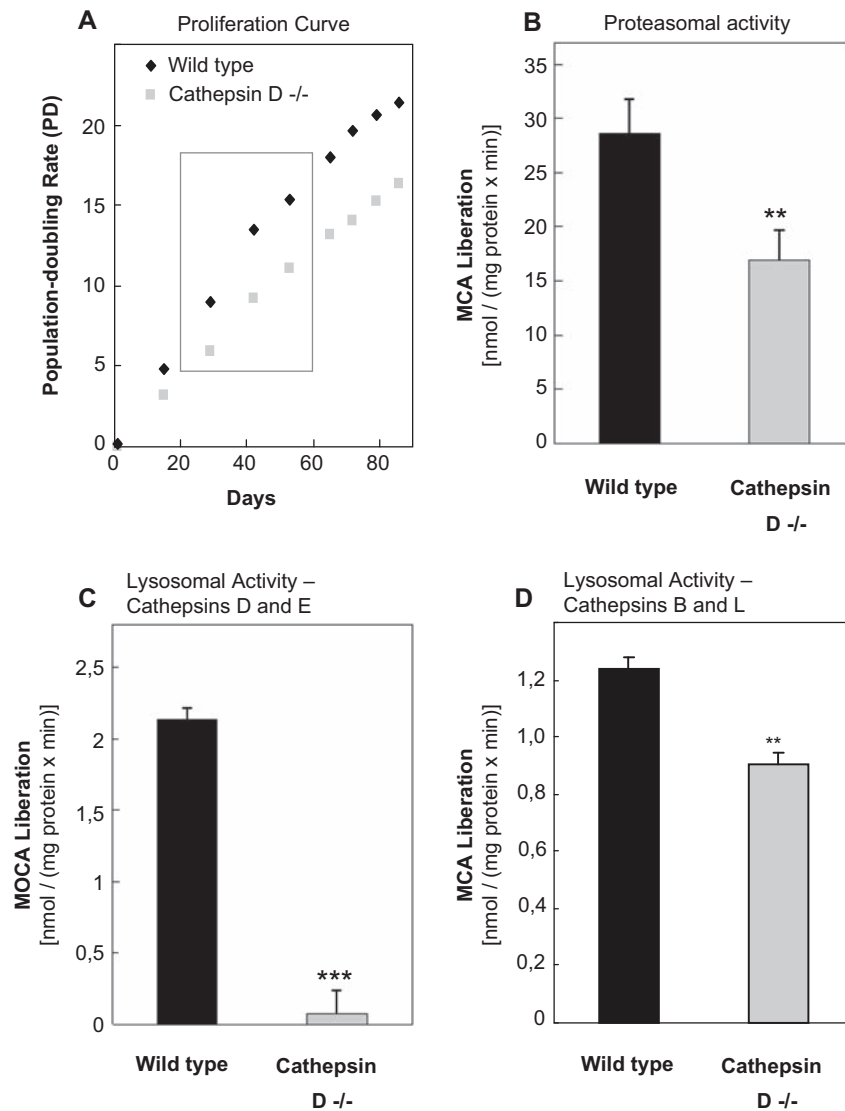 A
Proliferation Curve
Wild type
Cathepsin D -/-
Population-doubling Rate (PD)
20
15
10
5
0
0
20
40
60
80
Days
B
Proteasomal activity
MCA Liberation
[nmol / (mg protein x min)]
35
30
25
20
15
10
5
0
**
Wild type
Cathepsin
D -/-
C
Lysosomal Activity –
Cathepsins D and E
MOCA Liberation
[nmol / (mg protein x min)]
2,5
2
1,5
1
0,5
0
***
Wild type
Cathepsin
D -/-
D
Lysosomal Activity –
Cathepsins B and L
MCA Liberation
[nmol / (mg protein x min)]
1,2
1,0
0,8
0,6
0,4
0,2
0
**
Wild type
Cathepsin
D -/-